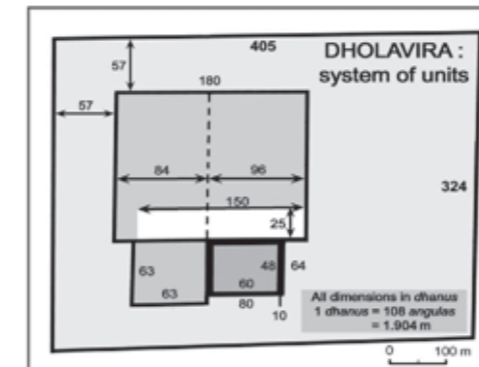 405
DHOLAVIRA :
system of units
57
180
57
84
96
324
150
25
63
48
64
63
60
80
10
All dimensions in dhanus
1 dhanus = 108 angulas
= 1.904 m
0 100 m